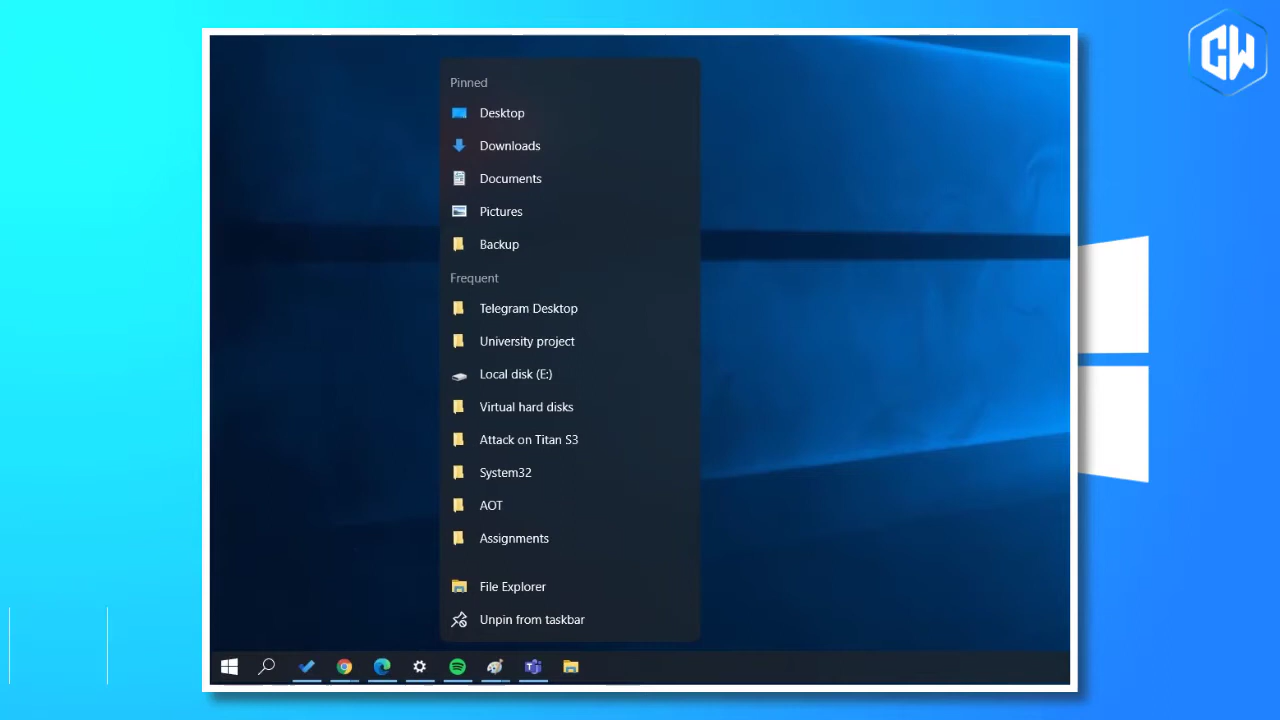 CW
Pinned
Desktop
Downloads
Documents
Pictures
Backup
Frequent
Telegram Desktop
University project
Local disk (E:)
Virtual hard disks
Attack on Titan S3
System32
AOT
Assignments
File Explorer
Unpin from taskbar